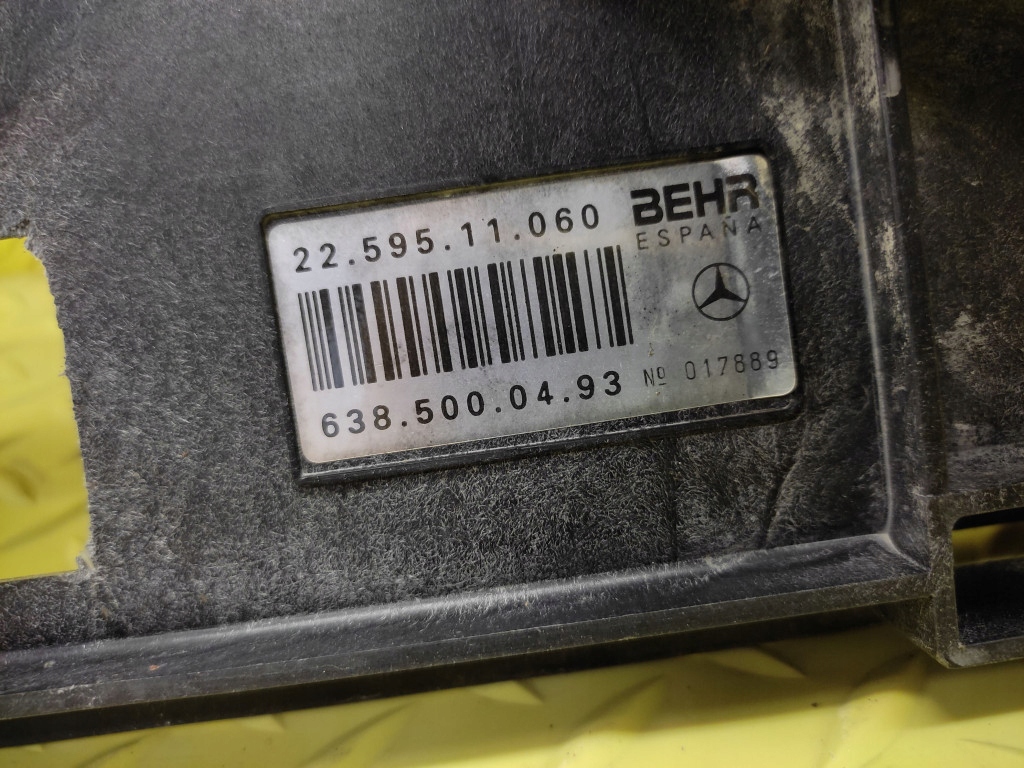 22.595.11.060
BEHR
ESPAÑA
638.500.04.93
Nº 017889